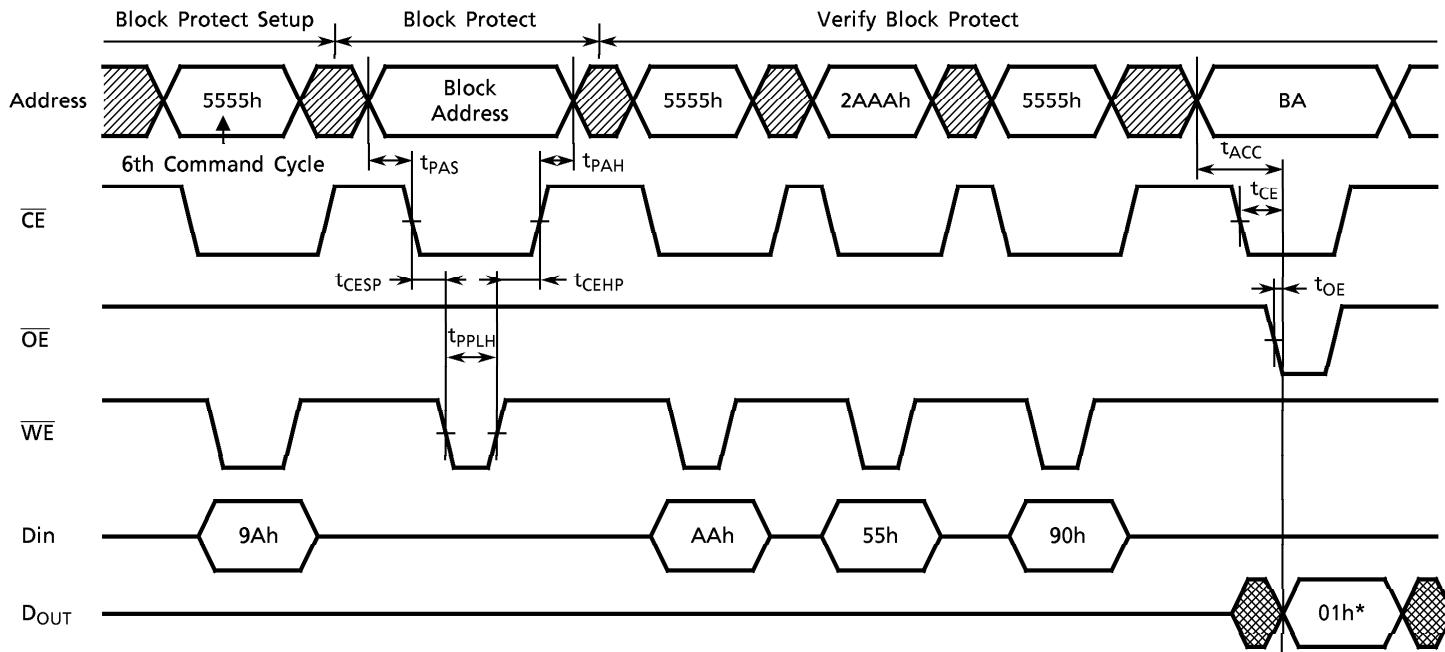 Block Protect Setup Block Protect Verify Block Protect
Address 5555h Block Address 5555h 2AAAh 5555h BA
6th Command Cycle tPAS tPAH tACC
CE tCE
tCESP tCEHP tOE
OE tPPLH
WE
Din 9Ah AAh 55h 90h
DOUT 01h*